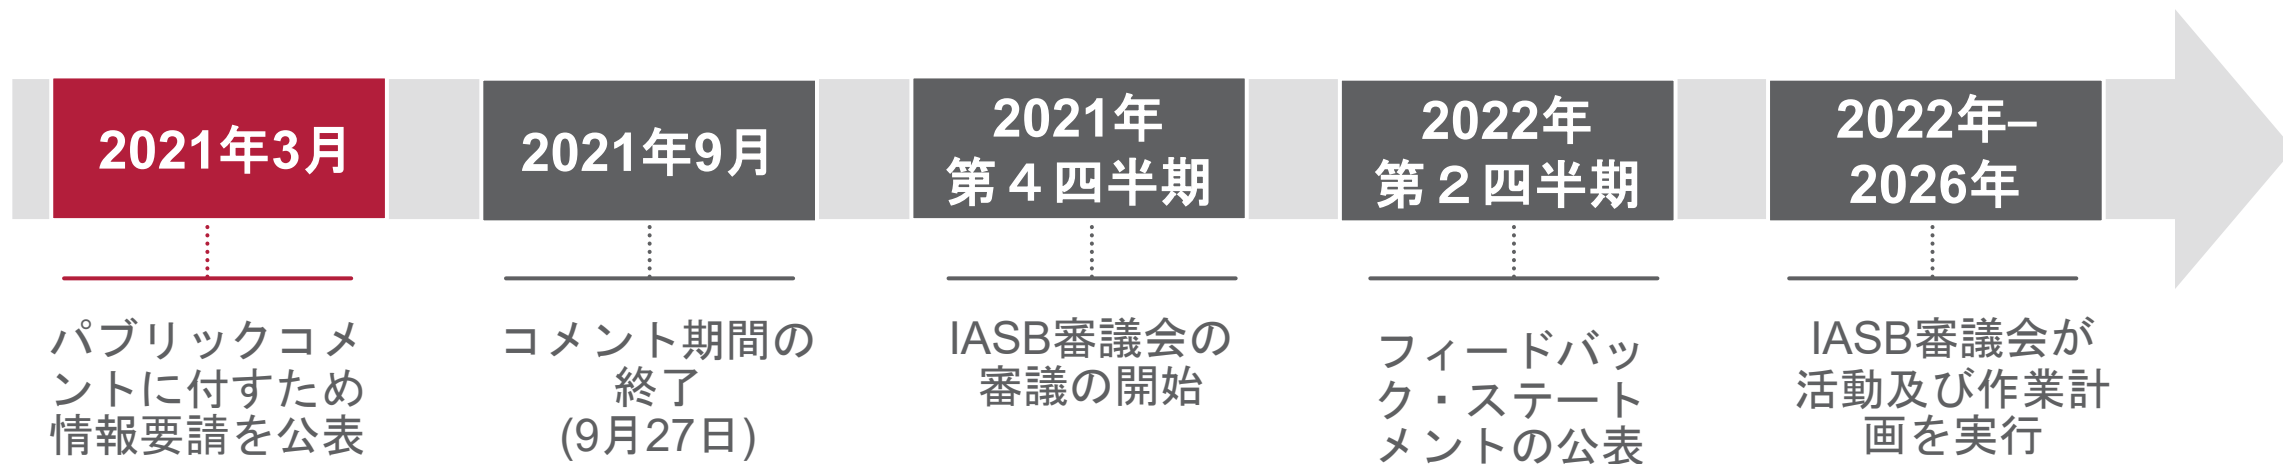 2021年3月
2021年9月
2021年
第４四半期
2022年
第２四半期
2022年–
2026年
パブリックコメ
ントに付すため
情報要請を公表
コメント期間の
終了
(9月27日)
IASB審議会の
審議の開始
フィードバッ
ク・ステート
メントの公表
IASB審議会が
活動及び作業計
画を実行